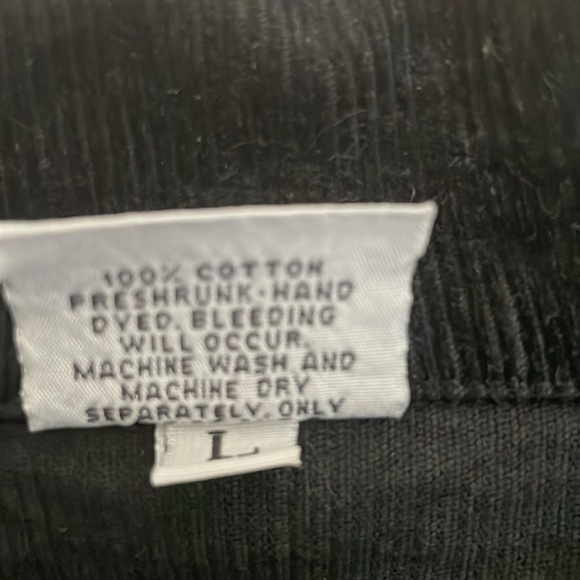 100% COTTON
PRESHRUNK-HAND
DYED. BLEEDING
WILL OCCUR.
MACHINE WASH AND
MACHINE DRY
SEPARATELY. ONLY
L